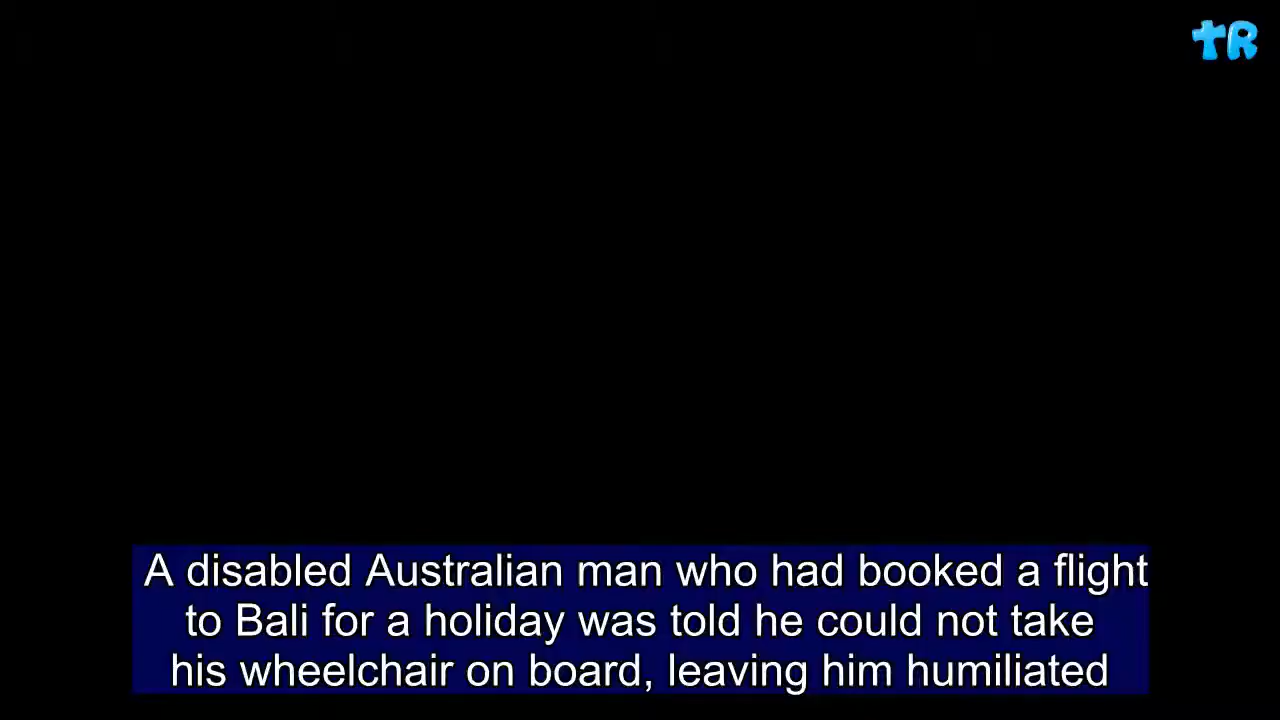 TR
A disabled Australian man who had booked a flight
to Bali for a holiday was told he could not take
his wheelchair on board, leaving him humiliated